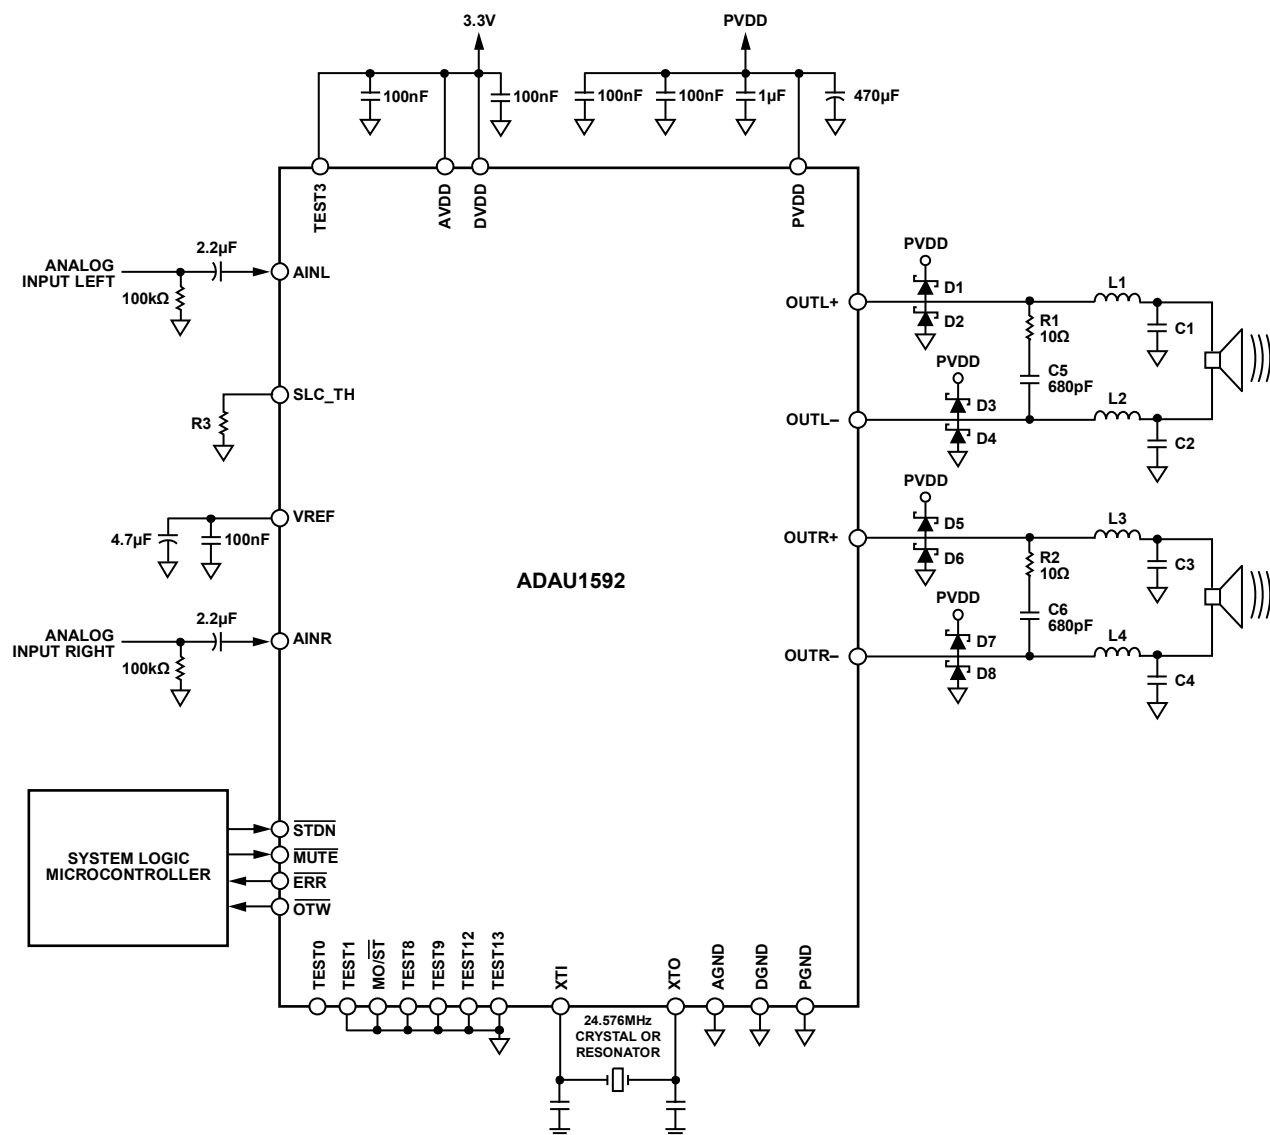 3.3V
PVDD
100nF
100nF
100nF
100nF
1µF
470µF
TEST3
AVDD
DVDD
PVDD
ANALOG
INPUT LEFT
2.2µF
100kΩ
AINL
PVDD
D1
D2
OUTL+
R1
10Ω
C5
680pF
L1
C1
SLC_TH
R3
PVDD
D3
D4
OUTL–
L2
C2
VREF
4.7µF
100nF
PVDD
D5
D6
OUTR+
R2
10Ω
C6
680pF
L3
C3
ADAU1592
ANALOG
INPUT RIGHT
2.2µF
100kΩ
AINR
PVDD
D7
D8
OUTR–
L4
C4
SYSTEM LOGIC
MICROCONTROLLER
STDN
MUTE
ERR
OTW
TEST0
TEST1
MO/ST
TEST8
TEST9
TEST12
TEST13
XTI
XTO
AGND
DGND
PGND
24.576MHz
CRYSTAL OR
RESONATOR